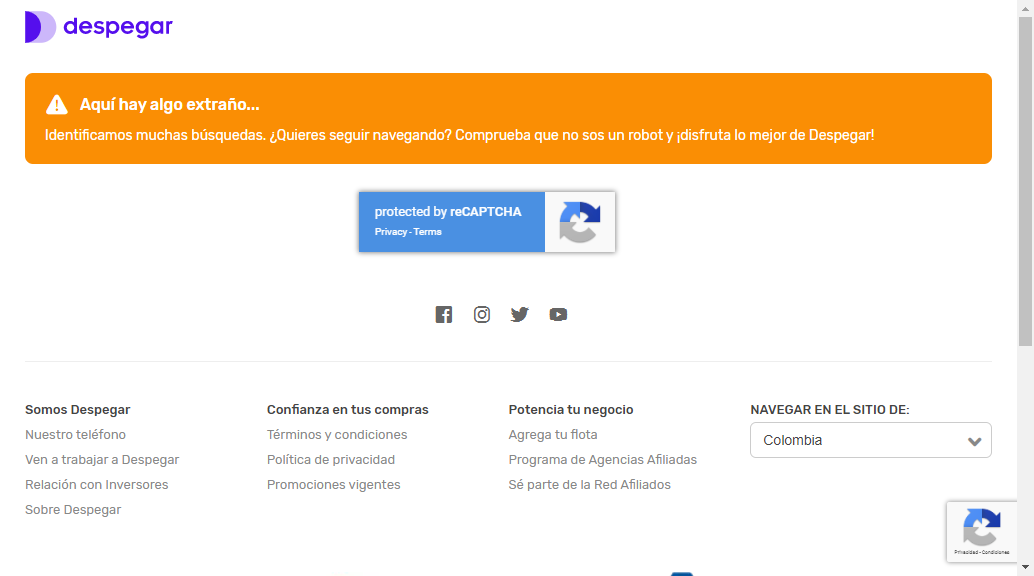 despegar
Aquí hay algo extraño...
Identificamos muchas búsquedas. ¿Quieres seguir navegando? Comprueba que no sos un robot y ¡disfruta lo mejor de Despegar!
protected by reCAPTCHA
Privacy - Terms
Somos Despegar
Nuestro teléfono
Ven a trabajar a Despegar
Relación con Inversores
Sobre Despegar
Confianza en tus compras
Términos y condiciones
Política de privacidad
Promociones vigentes
Potencia tu negocio
Agrega tu flota
Programa de Agencias Afiliadas
Sé parte de la Red Afiliados
NAVEGAR EN EL SITIO DE:
Colombia
Privacidad - Condiciones